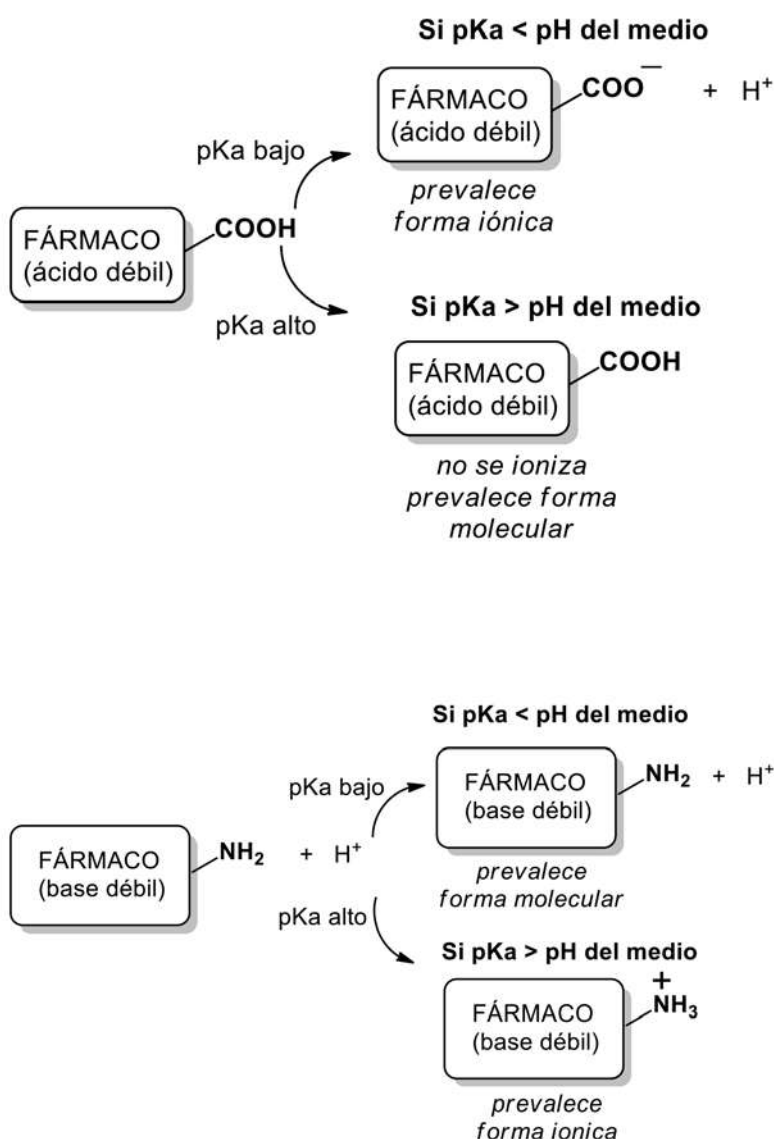 Si pKa < pH del medio
FÁRMACO
(ácido débil)
COO⁻ + H⁺
prevalece
forma iónica
pKa bajo
FÁRMACO
(ácido débil)
COOH
pKa alto
Si pKa > pH del medio
FÁRMACO
(ácido débil)
COOH
no se ioniza
prevalece forma
molecular
Si pKa < pH del medio
FÁRMACO
(base débil)
NH₂ + H⁺
prevalece
forma molecular
pKa bajo
FÁRMACO
(base débil)
NH₂ + H⁺
pKa alto
Si pKa > pH del medio
FÁRMACO
(base débil)
+
NH₃
prevalece
forma ionica